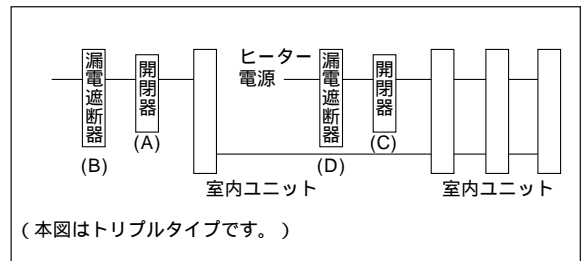 漏電遮断器
(B)
開閉器
(A)
ヒーター
電源
漏電遮断器
(D)
開閉器
(C)
室内ユニット
室内ユニット
（本図はトリプルタイプです。）